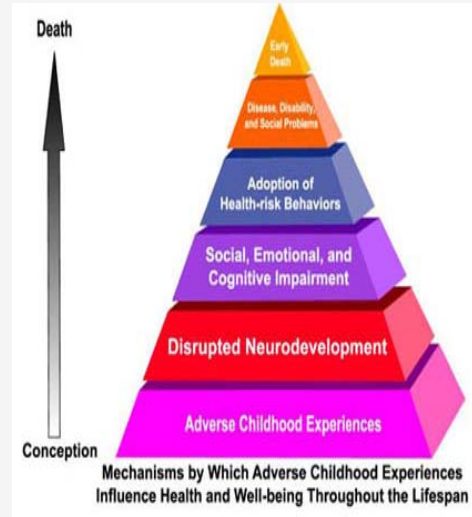 Death
Early
Death
Disease, Disability,
and Social Problems
Adoption of
Health-risk Behaviors
Social, Emotional, and
Cognitive Impairment
Disrupted Neurodevelopment
Adverse Childhood Experiences
Conception
Mechanisms by Which Adverse Childhood Experiences
Influence Health and Well-being Throughout the Lifespan